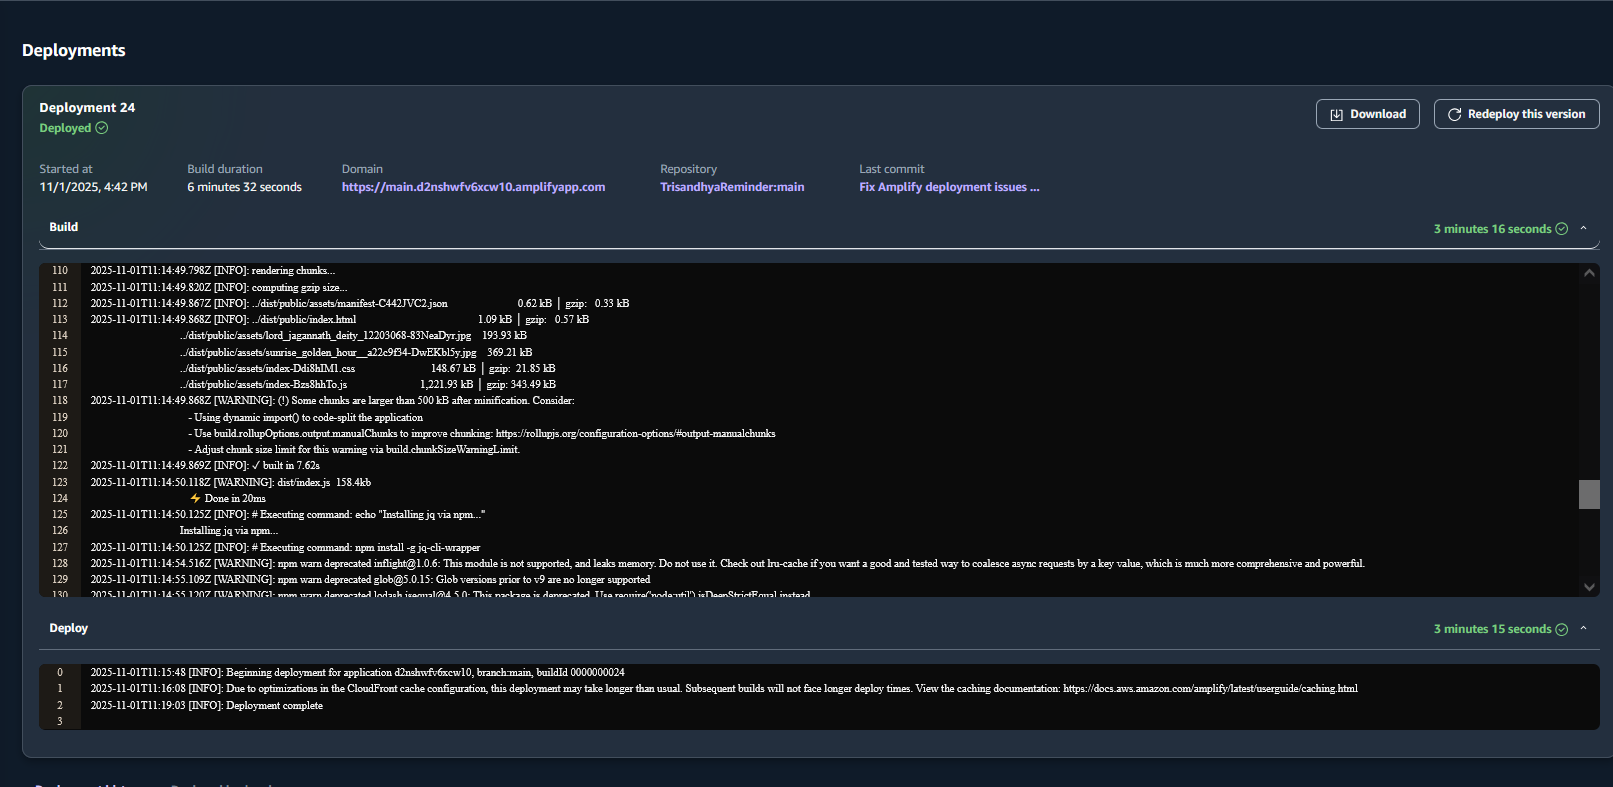 Deployments
Deployment 24
Deployed
Download
Redeploy this version
Started at
Build duration
Domain
Repository
Last commit
11/1/2025, 4:42 PM
6 minutes 32 seconds
https://main.d2nshwfv6xcw10.amplifyapp.com
TrisandhyaReminder:main
Fix Amplify deployment issues ...
Build
3 minutes 16 seconds
110 2025-11-01T11:14:49.798Z [INFO]: rendering chunks...
111 2025-11-01T11:14:49.820Z [INFO]: computing gzip size...
112 2025-11-01T11:14:49.867Z [INFO]: ../dist/public/assets/manifest-C442JVC2.json 0.62 kB │ gzip: 0.33 kB
113 2025-11-01T11:14:49.868Z [INFO]: ../dist/public/index.html 1.09 kB │ gzip: 0.57 kB
114 ../dist/public/assets/lord_jagannath_deity_12203068-83NeaDyr.jpg 193.93 kB
115 ../dist/public/assets/sunrise_golden_hour__a22c9f34-DwEKbl5y.jpg 369.21 kB
116 ../dist/public/assets/index-Ddi8hIM1.css 148.67 kB │ gzip: 21.85 kB
117 ../dist/public/assets/index-Bzs8hhTo.js 1,221.93 kB │ gzip: 343.49 kB
118 2025-11-01T11:14:49.868Z [WARNING]: (!) Some chunks are larger than 500 kB after minification. Consider:
119 - Using dynamic import() to code-split the application
120 - Use build.rollupOptions.output.manualChunks to improve chunking: https://rollupjs.org/configuration-options/#output-manualchunks
121 - Adjust chunk size limit for this warning via build.chunkSizeWarningLimit.
122 2025-11-01T11:14:49.869Z [INFO]: ✓ built in 7.62s
123 2025-11-01T11:14:50.118Z [WARNING]: dist/index.js 158.4kb
124 ⚡ Done in 20ms
125 2025-11-01T11:14:50.125Z [INFO]: # Executing command: echo "Installing jq via npm..."
126 Installing jq via npm...
127 2025-11-01T11:14:50.125Z [INFO]: # Executing command: npm install -g jq-cli-wrapper
128 2025-11-01T11:14:54.516Z [WARNING]: npm warn deprecated inflight@1.0.6: This module is not supported, and leaks memory. Do not use it. Check out lru-cache if you want a good and tested way to coalesce async requests by a key value, which is much more comprehensive and powerful.
129 2025-11-01T11:14:55.109Z [WARNING]: npm warn deprecated glob@5.0.15: Glob versions prior to v9 are no longer supported
130 2025-11-01T11:14:55.120Z [WARNING]: npm warn deprecated lodash.isequal@4.5.0: This package is deprecated. Use require('node:util').isDeepStrictEqual instead.
Deploy
3 minutes 15 seconds
0 2025-11-01T11:15:48 [INFO]: Beginning deployment for application d2nshwfv6xcw10, branch:main, buildId 0000000024
1 2025-11-01T11:16:08 [INFO]: Due to optimizations in the CloudFront cache configuration, this deployment may take longer than usual. Subsequent builds will not face longer deploy times. View the caching documentation: https://docs.aws.amazon.com/amplify/latest/userguide/caching.html
2 2025-11-01T11:19:03 [INFO]: Deployment complete
3